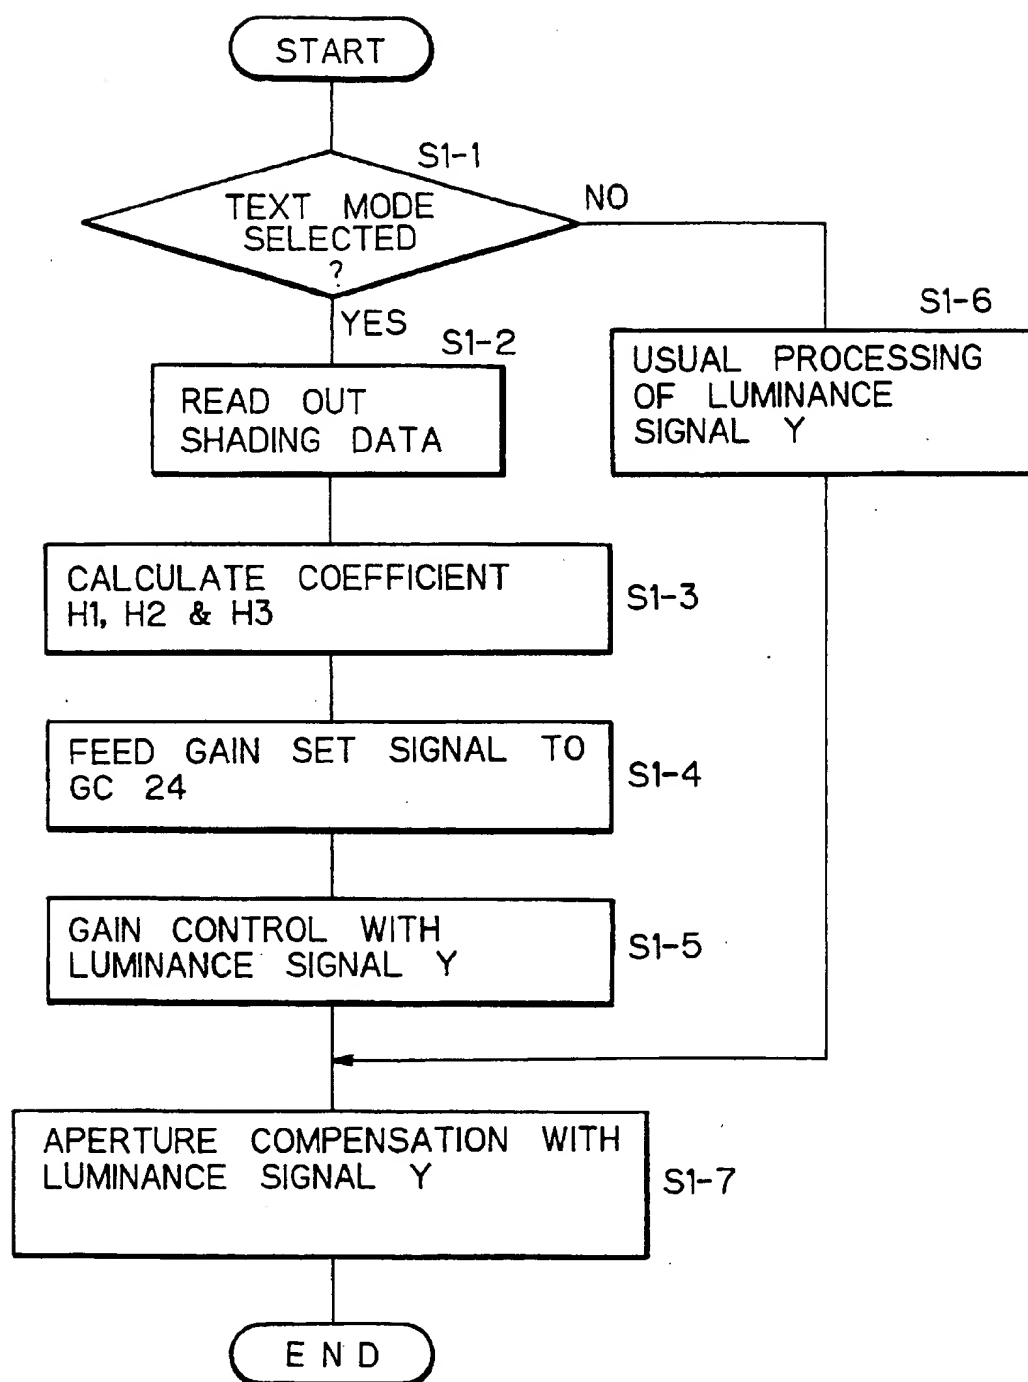 START
S1-1
TEXT MODE
SELECTED
?
NO
YES
S1-2
READ OUT
SHADING DATA
S1-6
USUAL PROCESSING
OF LUMINANCE
SIGNAL Y
CALCULATE COEFFICIENT
H1, H2 & H3
S1-3
FEED GAIN SET SIGNAL TO
GC 24
S1-4
GAIN CONTROL WITH
LUMINANCE SIGNAL Y
S1-5
APERTURE COMPENSATION WITH
LUMINANCE SIGNAL Y
S1-7
END